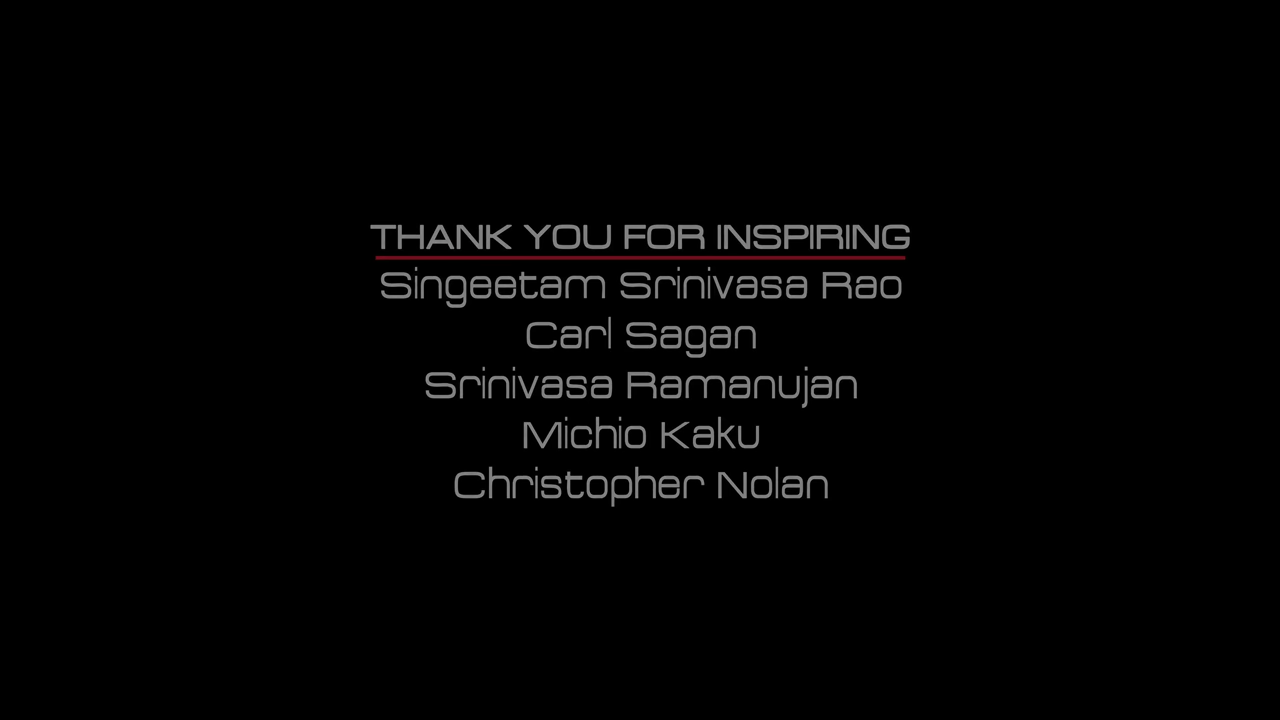 THANK YOU FOR INSPIRING
Singeetam Srinivasa Rao
Carl Sagan
Srinivasa Ramanujan
Michio Kaku
Christopher Nolan